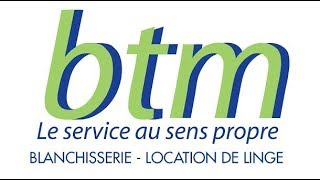 btm
Le service au sens propre
BLANCHISSERIE - LOCATION DE LINGE